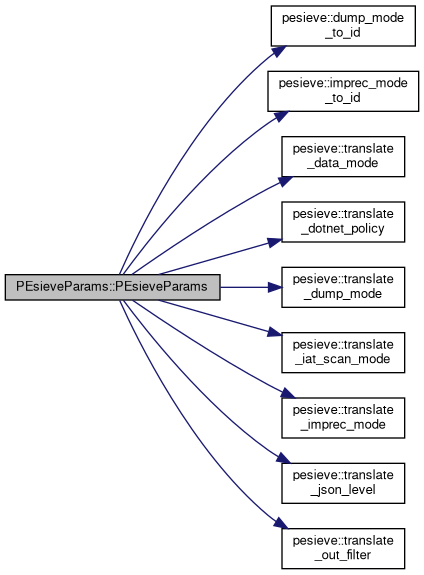 pesieve::dump_mode
_to_id
pesieve::imprec_mode
_to_id
pesieve::translate
_data_mode
pesieve::translate
_dotnet_policy
PEsieveParams::PEsieveParams
pesieve::translate
_dump_mode
pesieve::translate
_iat_scan_mode
pesieve::translate
_imprec_mode
pesieve::translate
_json_level
pesieve::translate
_out_filter